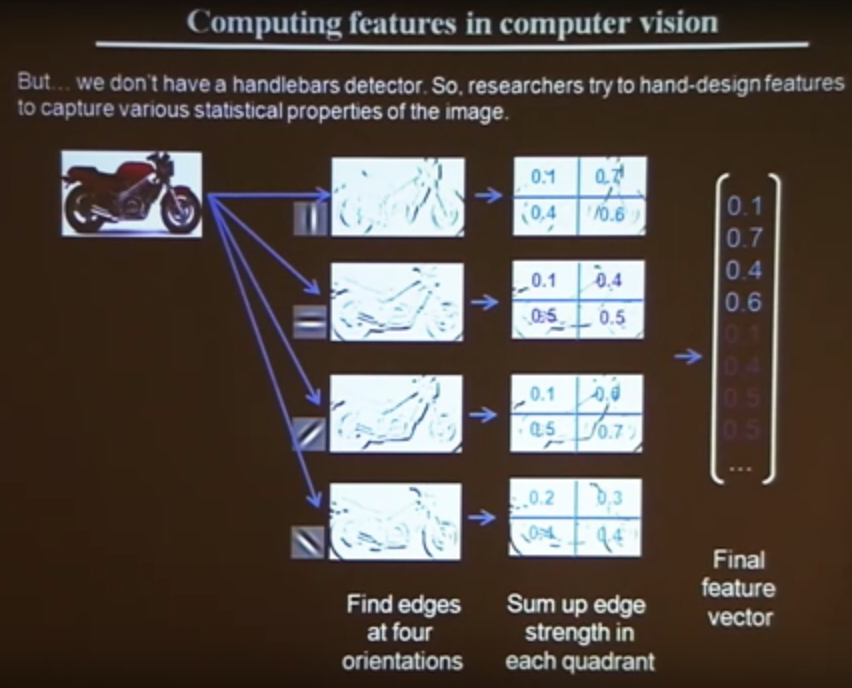 Computing features in computer vision
But... we don't have a handlebars detector. So, researchers try to hand-design features
to capture various statistical properties of the image.
0.1 0.7
0.4 0.6
0.1 0.4
0.5 0.5
0.1
0.5 0.7
0.2 0.3
0.4 0.4
0.1
0.7
0.4
0.6
0.1
0.4
0.5
0.5
...
Find edges
at four
orientations
Sum up edge
strength in
each quadrant
Final
feature
vector